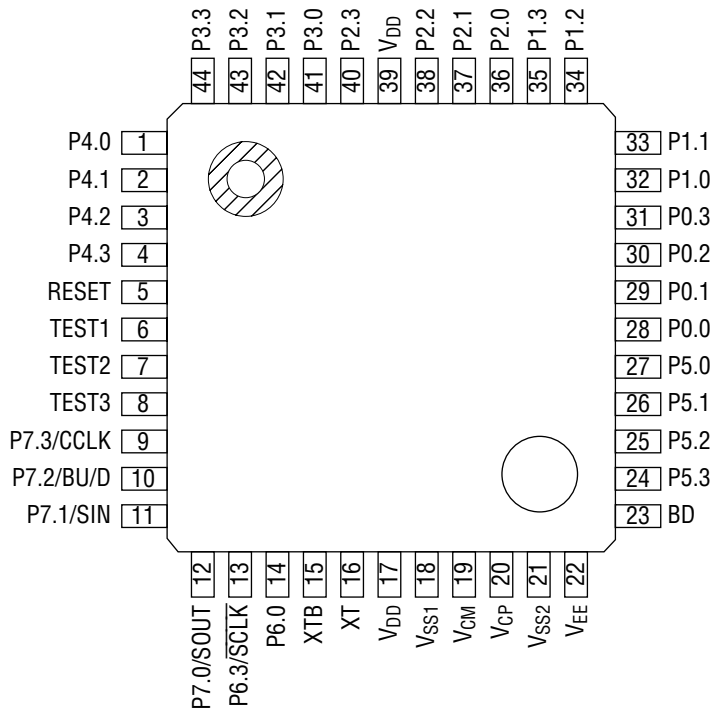 P3.3 P3.2 P3.1 P3.0 P2.3 VDD P2.2 P2.1 P2.0 P1.3 P1.2
44 43 42 41 40 39 38 37 36 35 34
P4.0 1 33 P1.1
P4.1 2 32 P1.0
P4.2 3 31 P0.3
P4.3 4 30 P0.2
RESET 5 29 P0.1
TEST1 6 28 P0.0
TEST2 7 27 P5.0
TEST3 8 26 P5.1
P7.3/CCLK 9 25 P5.2
P7.2/BU/D 10 24 P5.3
P7.1/SIN 11 23 BD
12 13 14 15 16 17 18 19 20 21 22
P7.0/SOUT P6.3/SCLK P6.0 XTB XT VDD VSS1 VCM VCP VSS2 VEE